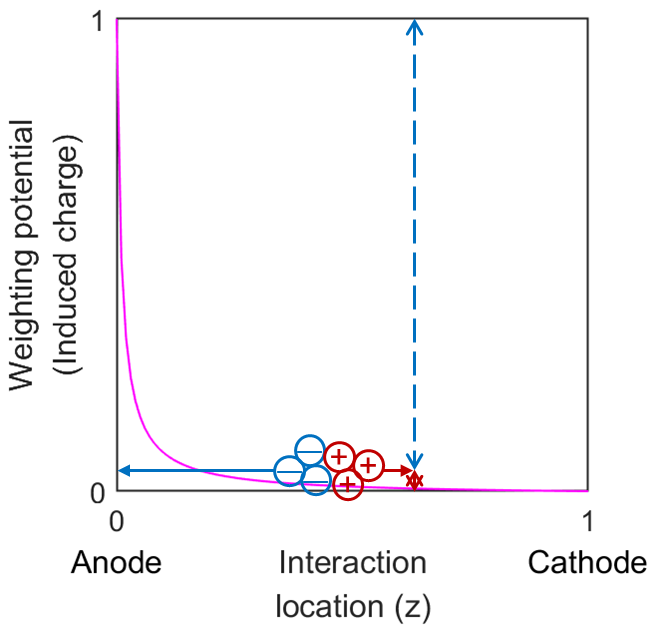 1
Weighting potential
(Induced charge)
0
0
1
Anode
Interaction
Cathode
location (z)